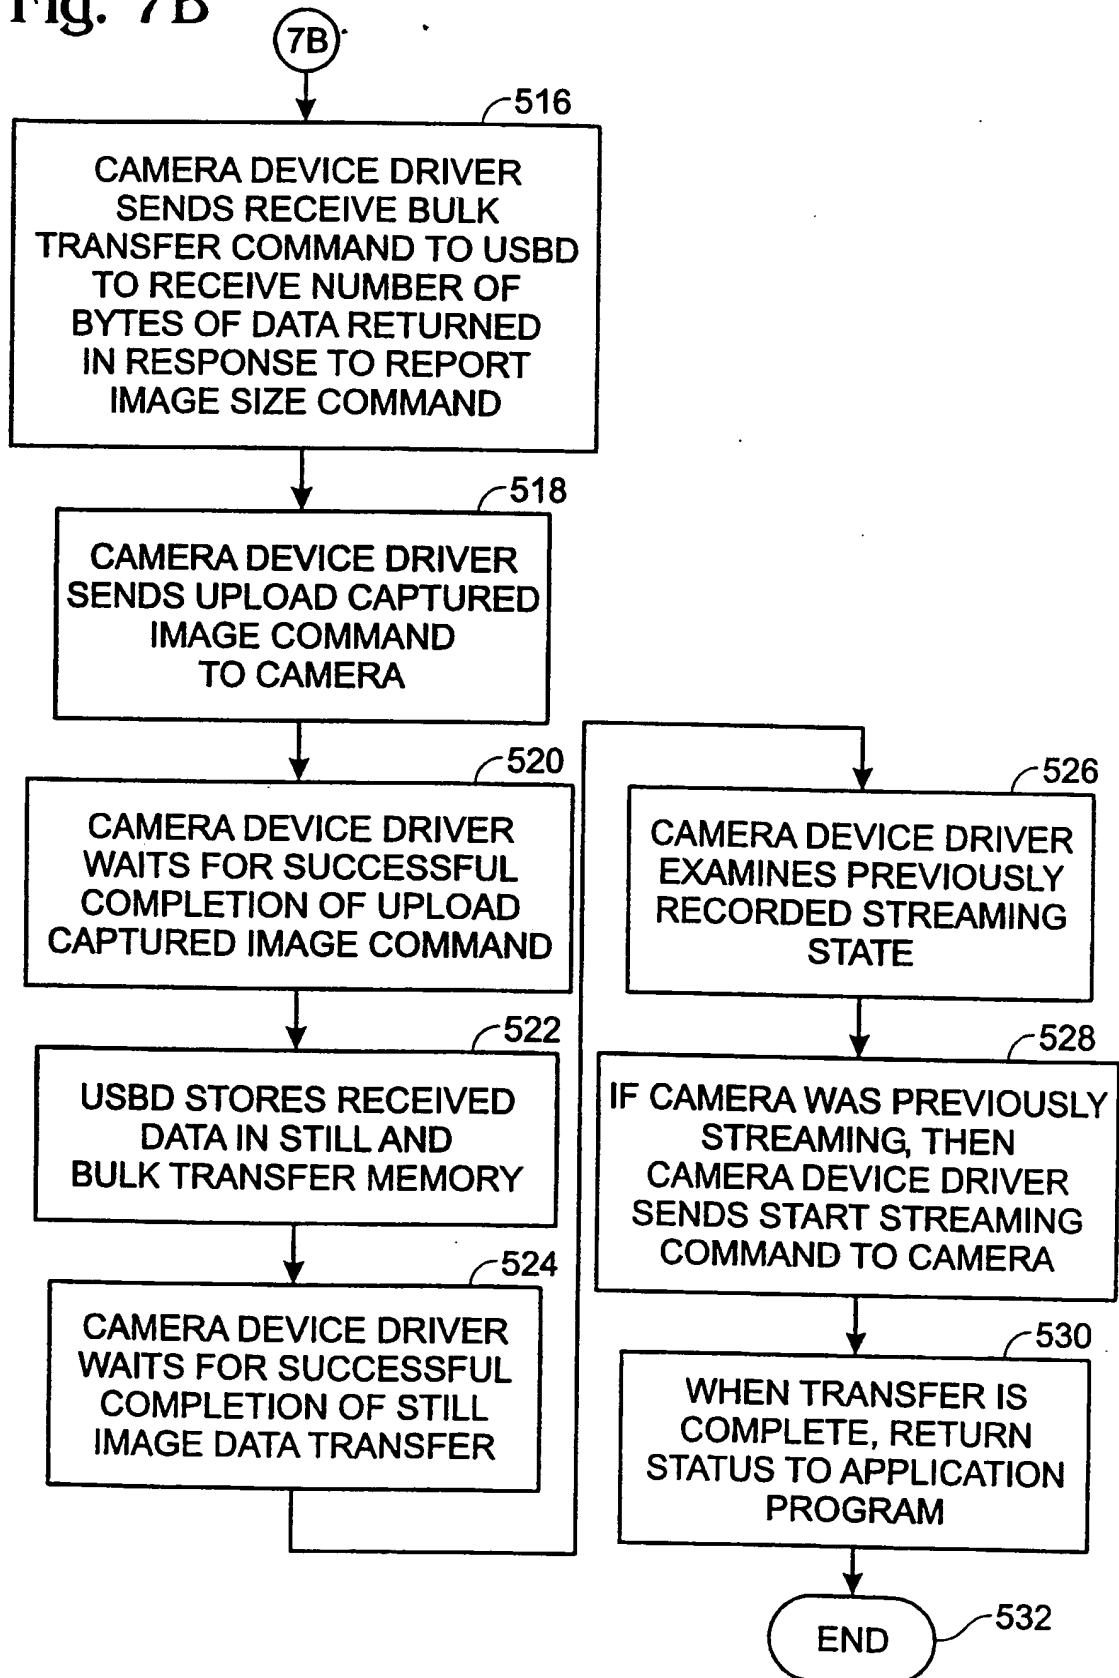 Fig. 7B
7B
516
CAMERA DEVICE DRIVER
SENDS RECEIVE BULK
TRANSFER COMMAND TO USBD
TO RECEIVE NUMBER OF
BYTES OF DATA RETURNED
IN RESPONSE TO REPORT
IMAGE SIZE COMMAND
518
CAMERA DEVICE DRIVER
SENDS UPLOAD CAPTURED
IMAGE COMMAND
TO CAMERA
520
CAMERA DEVICE DRIVER
WAITS FOR SUCCESSFUL
COMPLETION OF UPLOAD
CAPTURED IMAGE COMMAND
522
USBD STORES RECEIVED
DATA IN STILL AND
BULK TRANSFER MEMORY
524
CAMERA DEVICE DRIVER
WAITS FOR SUCCESSFUL
COMPLETION OF STILL
IMAGE DATA TRANSFER
526
CAMERA DEVICE DRIVER
EXAMINES PREVIOUSLY
RECORDED STREAMING
STATE
528
IF CAMERA WAS PREVIOUSLY
STREAMING, THEN
CAMERA DEVICE DRIVER
SENDS START STREAMING
COMMAND TO CAMERA
530
WHEN TRANSFER IS
COMPLETE, RETURN
STATUS TO APPLICATION
PROGRAM
END
532